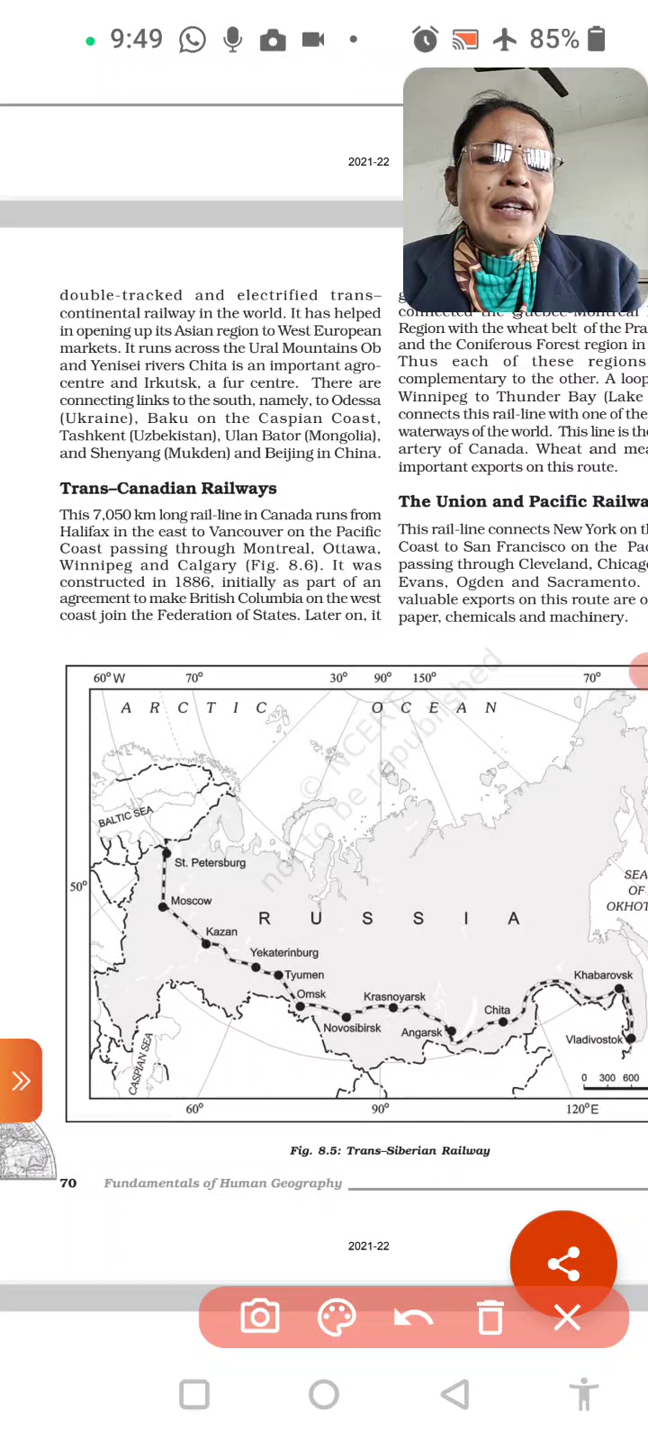 9:49
85%
2021-22
double-tracked and electrified trans–
continental railway in the world. It has helped
in opening up its Asian region to West European
markets. It runs across the Ural Mountains Ob
and Yenisei rivers Chita is an important agro-
centre and Irkutsk, a fur centre. There are
connecting links to the south, namely, to Odessa
(Ukraine), Baku on the Caspian Coast,
Tashkent (Uzbekistan), Ulan Bator (Mongolia),
and Shenyang (Mukden) and Beijing in China.
Trans–Canadian Railways
This 7,050 km long rail-line in Canada runs from
Halifax in the east to Vancouver on the Pacific
Coast passing through Montreal, Ottawa,
Winnipeg and Calgary (Fig. 8.6). It was
constructed in 1886, initially as part of an
agreement to make British Columbia on the west
coast join the Federation of States. Later on, it
connected the Quebec-Montreal
Region with the wheat belt of the Pra
and the Coniferous Forest region in
Thus each of these regions
complementary to the other. A loop
Winnipeg to Thunder Bay (Lake
connects this rail-line with one of the
waterways of the world. This line is the
artery of Canada. Wheat and mea
important exports on this route.
The Union and Pacific Railwa
This rail-line connects New York on th
Coast to San Francisco on the Pac
passing through Cleveland, Chicag
Evans, Ogden and Sacramento.
valuable exports on this route are o
paper, chemicals and machinery.
60° W 70° 30° 90° 150° 70°
ARCTIC OCEAN
© NCERT
not to be republished
BALTIC SEA
St. Petersburg
50°
SEA
OF
OKHOT
Moscow
RUSSIA
Kazan
Yekaterinburg
Tyumen
Khabarovsk
Omsk
Krasnoyarsk
Chita
Novosibirsk
Angarsk
Vladivostok
CASPIAN SEA
0 300 600
60° 90° 120°E
Fig. 8.5: Trans–Siberian Railway
70 Fundamentals of Human Geography
2021-22